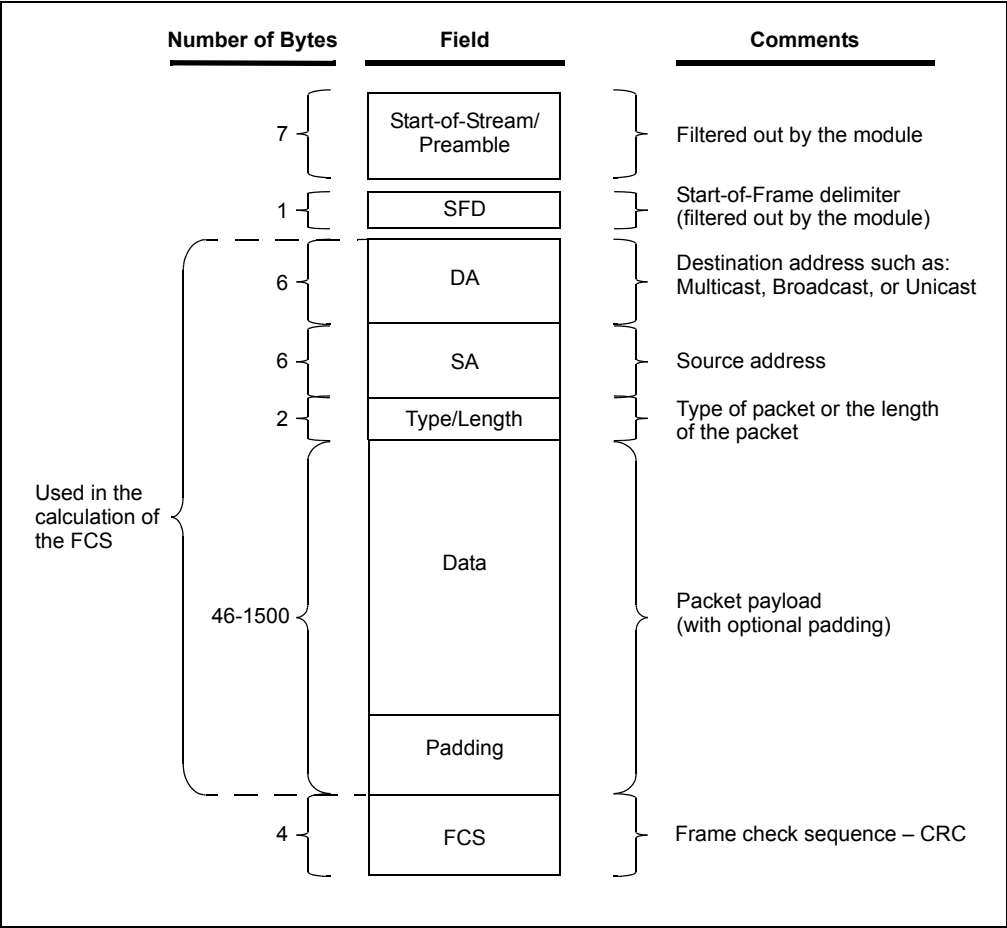 Number of Bytes Field Comments
7 Start-of-Stream/
Preamble Filtered out by the module
1 SFD Start-of-Frame delimiter
(filtered out by the module)
6 DA Destination address such as:
Multicast, Broadcast, or Unicast
6 SA Source address
2 Type/Length Type of packet or the length
of the packet
Used in the
calculation of
the FCS
46-1500 Data Packet payload
(with optional padding)
Padding
4 FCS Frame check sequence – CRC